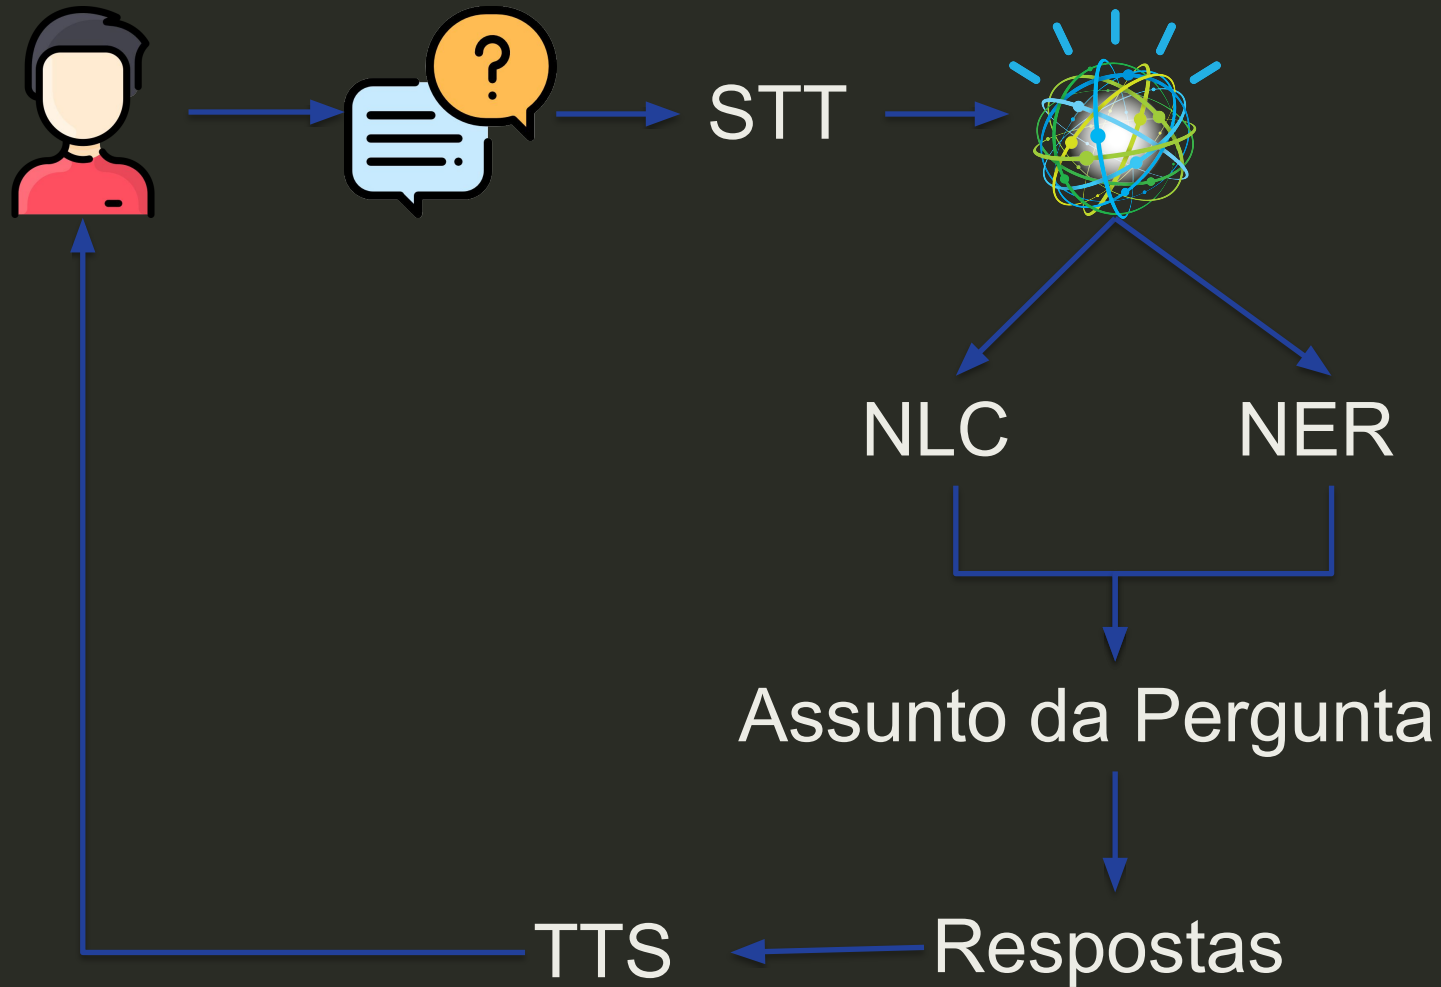 ?
STT
NLC
NER
Assunto da Pergunta
Respostas
TTS